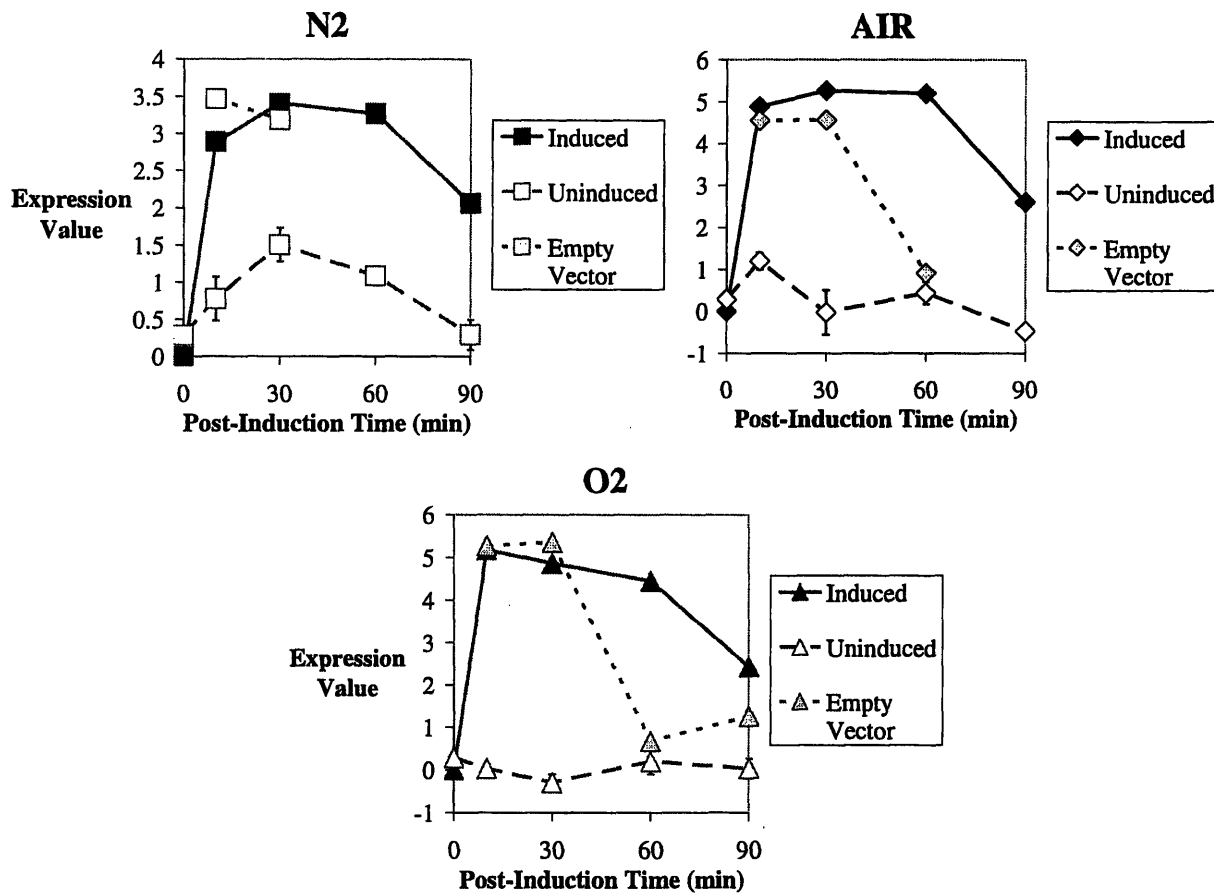 N2
4
3.5
3
2.5
2
1.5
1
0.5
0
Expression
Value
0 30 60 90
Post-Induction Time (min)
Induced
Uninduced
Empty
Vector
AIR
6
5
4
3
2
1
0
-1
0 30 60 90
Post-Induction Time (min)
Induced
Uninduced
Empty
Vector
O2
6
5
4
3
2
1
0
-1
Expression
Value
0 30 60 90
Post-Induction Time (min)
Induced
Uninduced
Empty
Vector